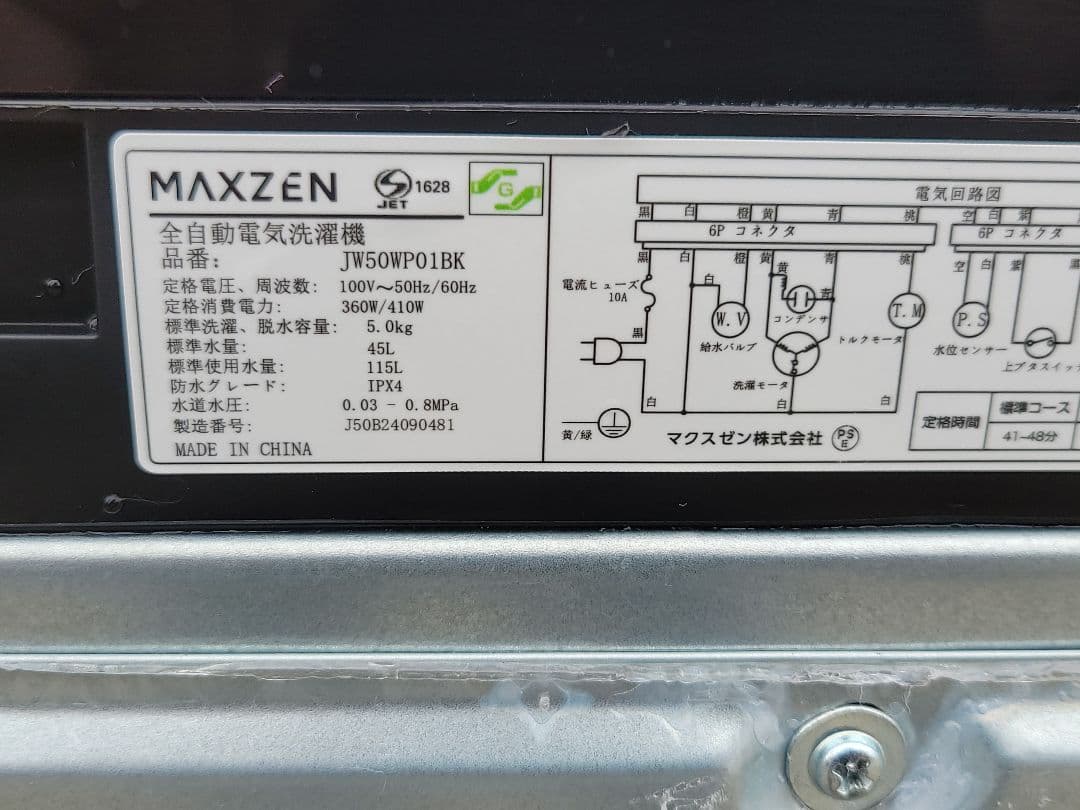 MAXZEN
JET 1628
G
全自動電気洗濯機
品番: JW50WP01BK
定格電圧、周波数: 100V～50Hz/60Hz
定格消費電力: 360W/410W
標準洗濯、脱水容量: 5.0kg
標準水量: 45L
標準使用水量: 115L
防水グレード: IPX4
水道水圧: 0.03 - 0.8MPa
製造番号: J50B24090481
MADE IN CHINA
電気回路図
黒 白 橙 黄 青 桃 空 白 紫
6P コネクタ 6P コネクタ
黒 白 橙 黄 青 桃 空 白 紫
電流ヒューズ
10A
白 黄 青
W.V コンデンサ T.M P.S
黒 給水バルブ トルクモータ 水位センサー
上ブタスイッ
洗濯モータ
白 白 白
黄/緑
マクスゼン株式会社 PSE
定格時間 標準コース
41-48分